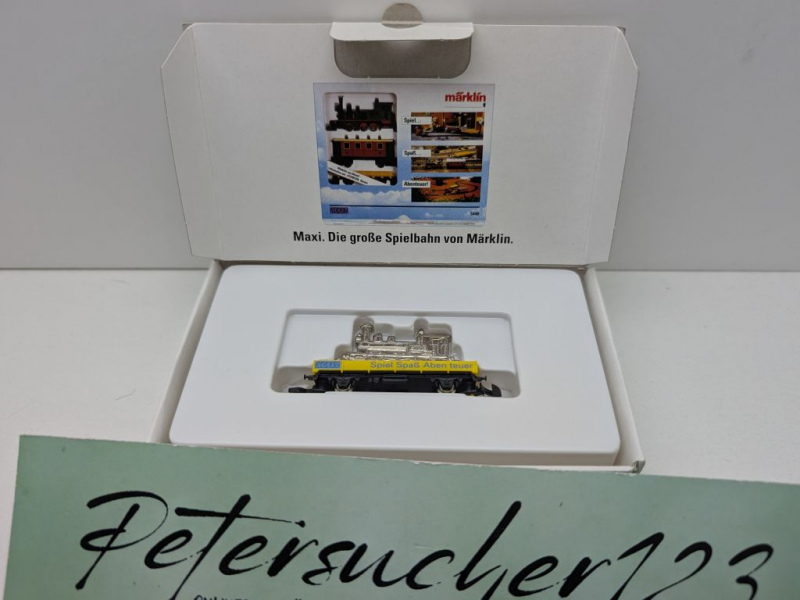 märklin
Spiel...
Spaß...
Abenteuer!
Maxi. Die große Spielbahn von Märklin.
Spiel Spaß Aben teuer
Petersucher123